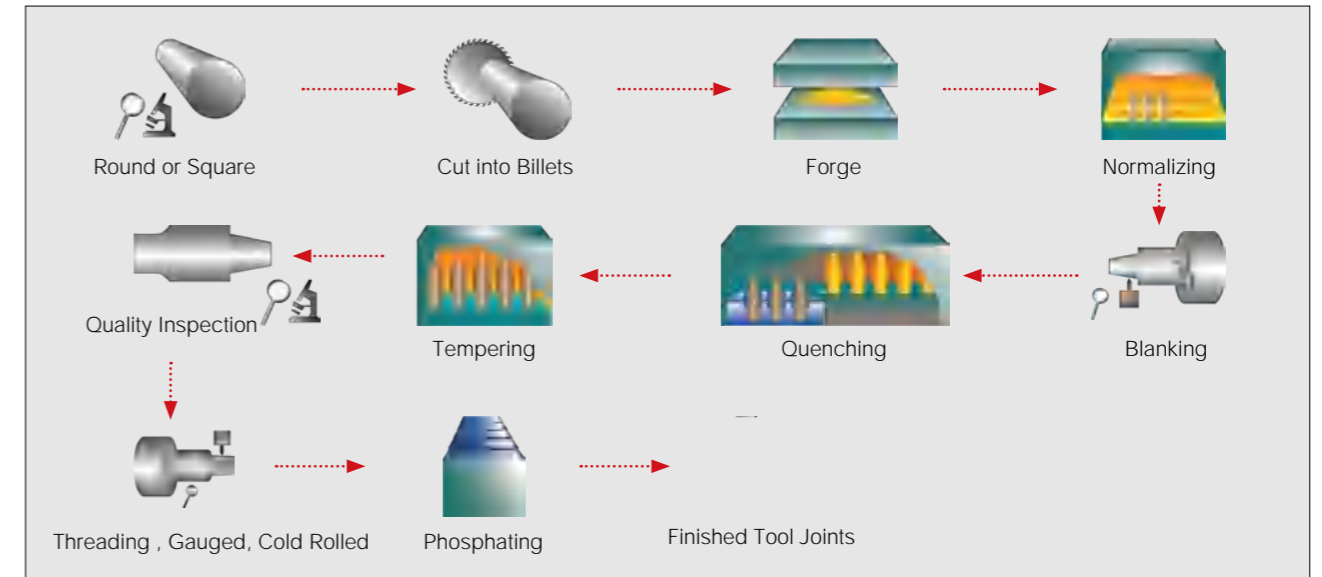 Round or Square
Cut into Billets
Forge
Normalizing
Blanking
Quenching
Tempering
Quality Inspection
Threading , Gauged, Cold Rolled
Phosphating
Finished Tool Joints